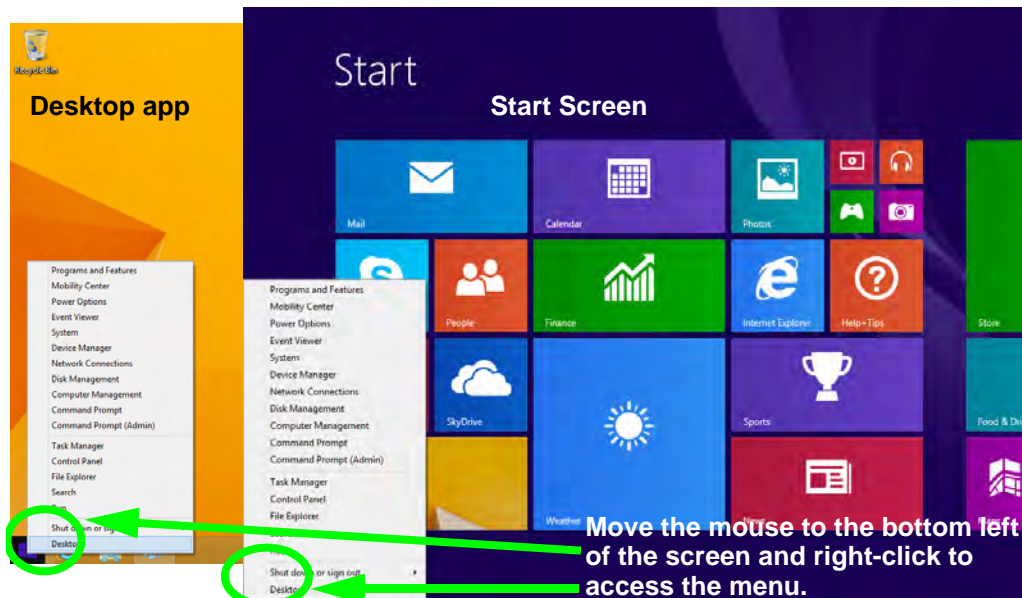 Recycle Bin
Desktop app
Programs and Features
Mobility Center
Power Options
Event Viewer
System
Device Manager
Network Connections
Disk Management
Computer Management
Command Prompt
Command Prompt (Admin)
Task Manager
Control Panel
File Explorer
Search
Start
Start Screen
Mail
Calendar
Photos
People
Finance
Internet Explorer
Help+Tips
Store
SkyDrive
Sports
Food &
Weather
News
Programs and Features
Mobility Center
Power Options
Event Viewer
System
Device Manager
Network Connections
Disk Management
Computer Management
Command Prompt
Command Prompt (Admin)
Task Manager
Control Panel
File Explorer
Shut down or sign out
Move the mouse to the bottom left
of the screen and right-click to
access the menu.